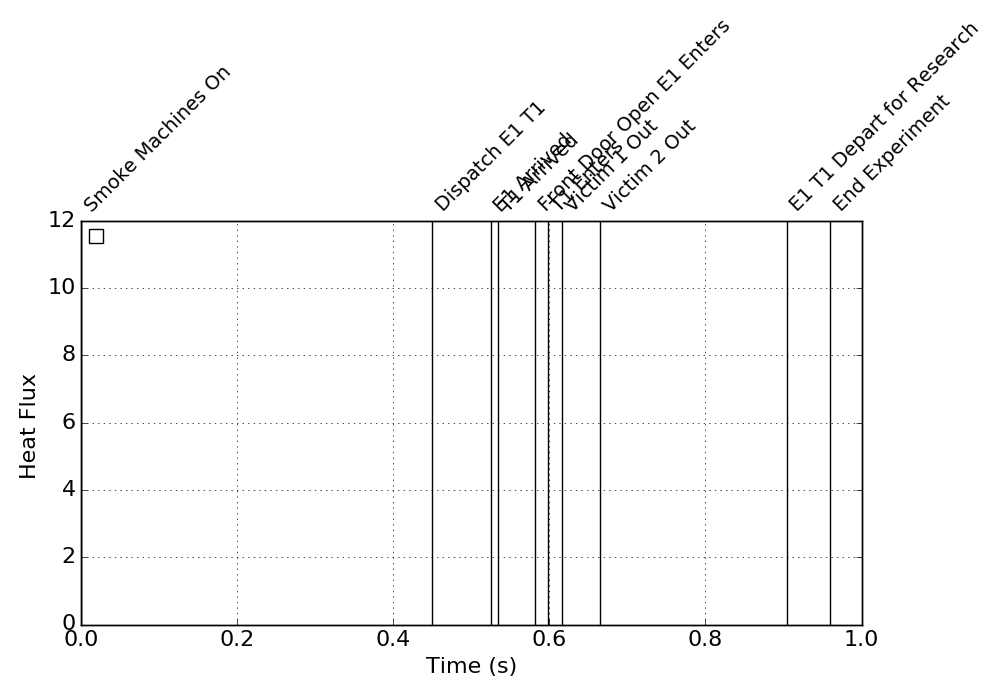 Smoke Machines On
Dispatch E1 T1
E1 Arrived
T1 Arrived
Front Door Open E1 Enters
T1 Enters
Victim 1 Out
Victim 2 Out
E1 T1 Depart for Research
End Experiment
12
10
8
6
4
2
0
Heat Flux
0.0
0.2
0.4
0.6
0.8
1.0
Time (s)